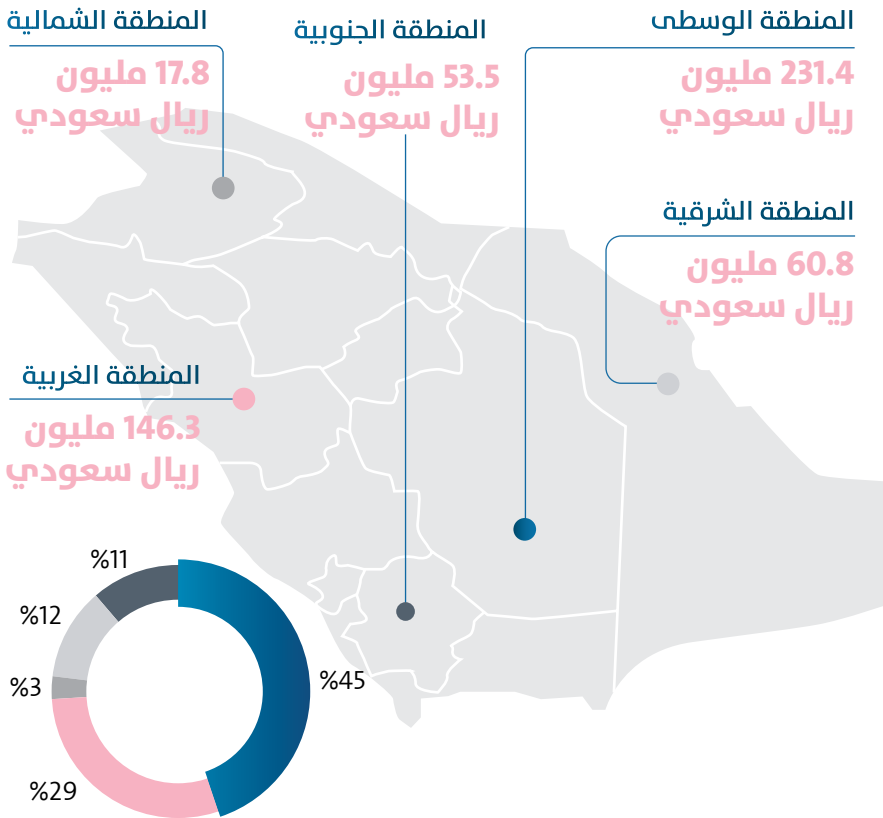 المنطقة الوسطى
231.4 مليون
ريال سعودي
المنطقة الجنوبية
53.5 مليون
ريال سعودي
المنطقة الشمالية
17.8 مليون
ريال سعودي
المنطقة الشرقية
60.8 مليون
ريال سعودي
المنطقة الغربية
146.3 مليون
ريال سعودي
%11
%12
%3
%45
%29